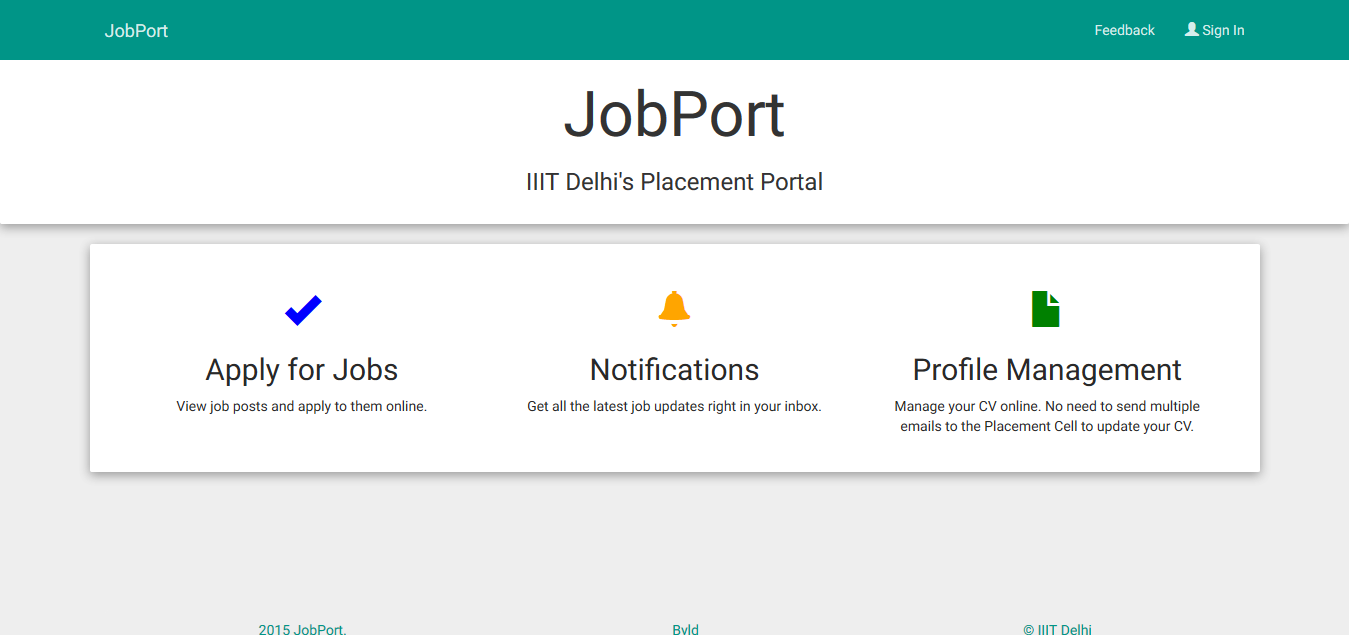 JobPort
Feedback
Sign In
JobPort
IIIT Delhi's Placement Portal
Apply for Jobs
View job posts and apply to them online.
Notifications
Get all the latest job updates right in your inbox.
Profile Management
Manage your CV online. No need to send multiple
emails to the Placement Cell to update your CV.
2015 JobPort.
Byld
© IIIT Delhi